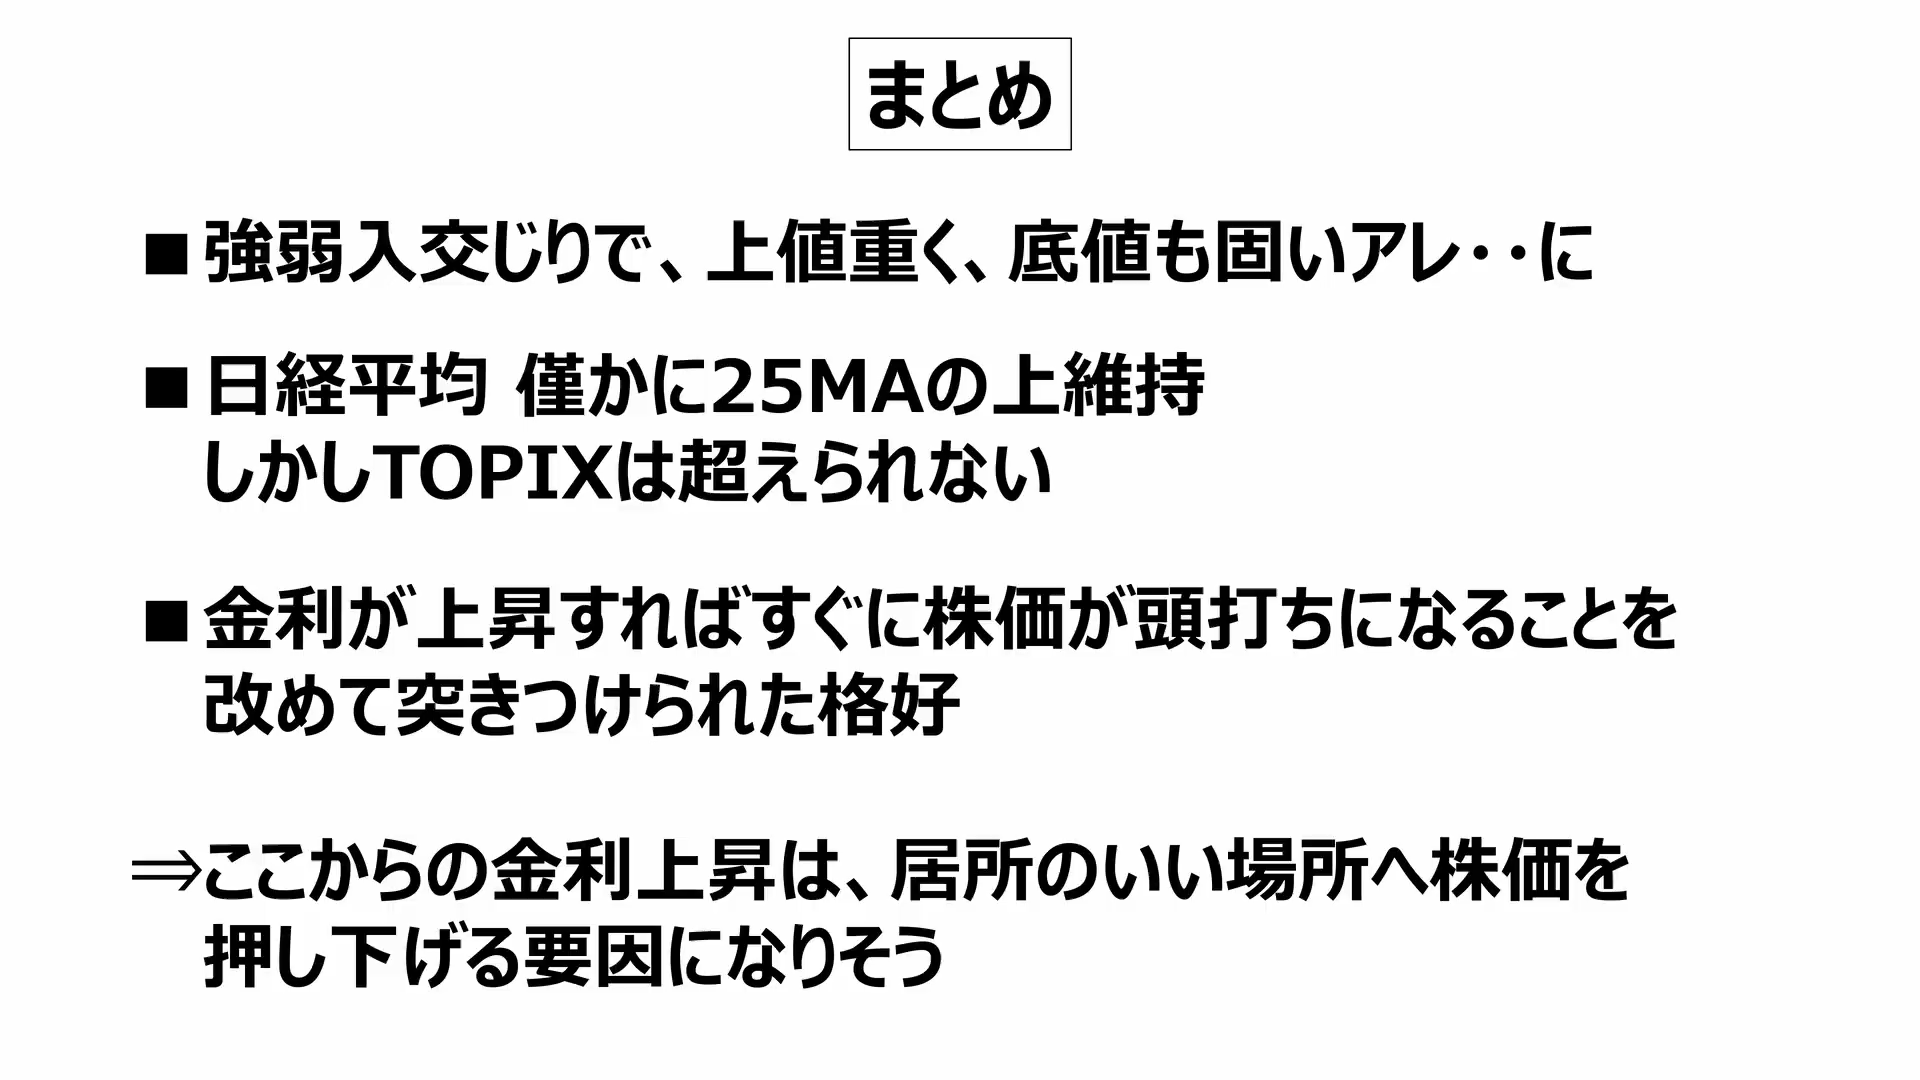 まとめ
■強弱入交じりで、上値重く、底値も固いアレ・・に
■日経平均 僅かに25MAの上維持
しかしTOPIXは超えられない
■金利が上昇すればすぐに株価が頭打ちになることを
改めて突きつけられた格好
⇒ここからの金利上昇は、居所のいい場所へ株価を
押し下げる要因になりそう